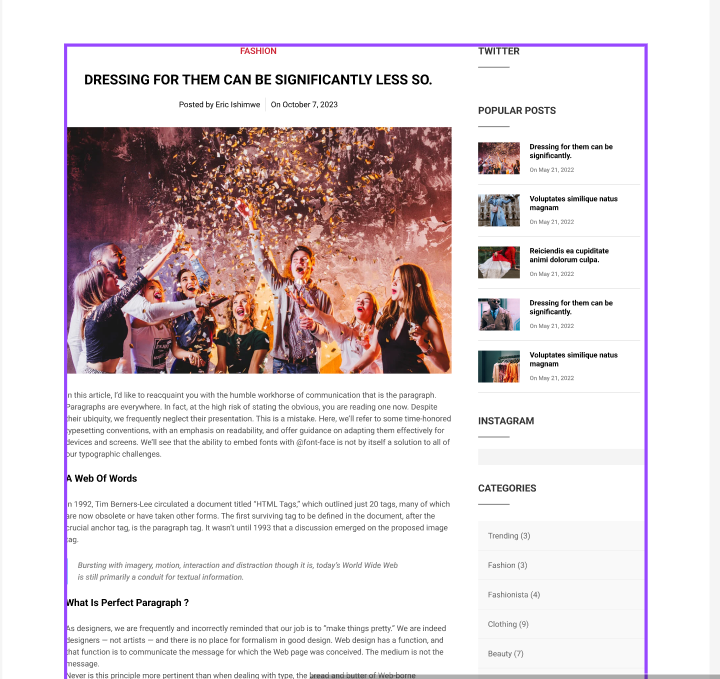 FASHION
DRESSING FOR THEM CAN BE SIGNIFICANTLY LESS SO.
Posted by Eric Ishimwe
On October 7, 2023
In this article, I'd like to reacquaint you with the humble workhorse of communication that is the paragraph.
Paragraphs are everywhere. In fact, at the high risk of stating the obvious, you are reading one now. Despite
their ubiquity, we frequently neglect their presentation. This is a mistake. Here, we'll refer to some time-honored
typesetting conventions, with an emphasis on readability, and offer guidance on adapting them effectively for
devices and screens. We'll see that the ability to embed fonts with @font-face is not by itself a solution to all of
our typographic challenges.
A Web Of Words
In 1992, Tim Berners-Lee circulated a document titled “HTML Tags,” which outlined just 20 tags, many of which
are now obsolete or have taken other forms. The first surviving tag to be defined in the document, after the
crucial anchor tag, is the paragraph tag. It wasn't until 1993 that a discussion emerged on the proposed image
tag.
Bursting with imagery, motion, interaction and distraction though it is, today's World Wide Web
is still primarily a conduit for textual information.
What Is Perfect Paragraph ?
As designers, we are frequently and incorrectly reminded that our job is to “make things pretty.” We are indeed
designers — not artists — and there is no place for formalism in good design. Web design has a function, and
that function is to communicate the message for which the Web page was conceived. The medium is not the
message.
Never is this principle more pertinent than when dealing with type, the bread and butter of Web-borne
TWITTER
POPULAR POSTS
Dressing for them can be
significantly.
On May 21, 2022
Voluptates similique natus
magnam
On May 21, 2022
Reiciendis ea cupiditate
animi dolorum culpa.
On May 21, 2022
Dressing for them can be
significantly.
On May 21, 2022
Voluptates similique natus
magnam
On May 21, 2022
INSTAGRAM
CATEGORIES
Trending (3)
Fashion (3)
Fashionista (4)
Clothing (9)
Beauty (7)